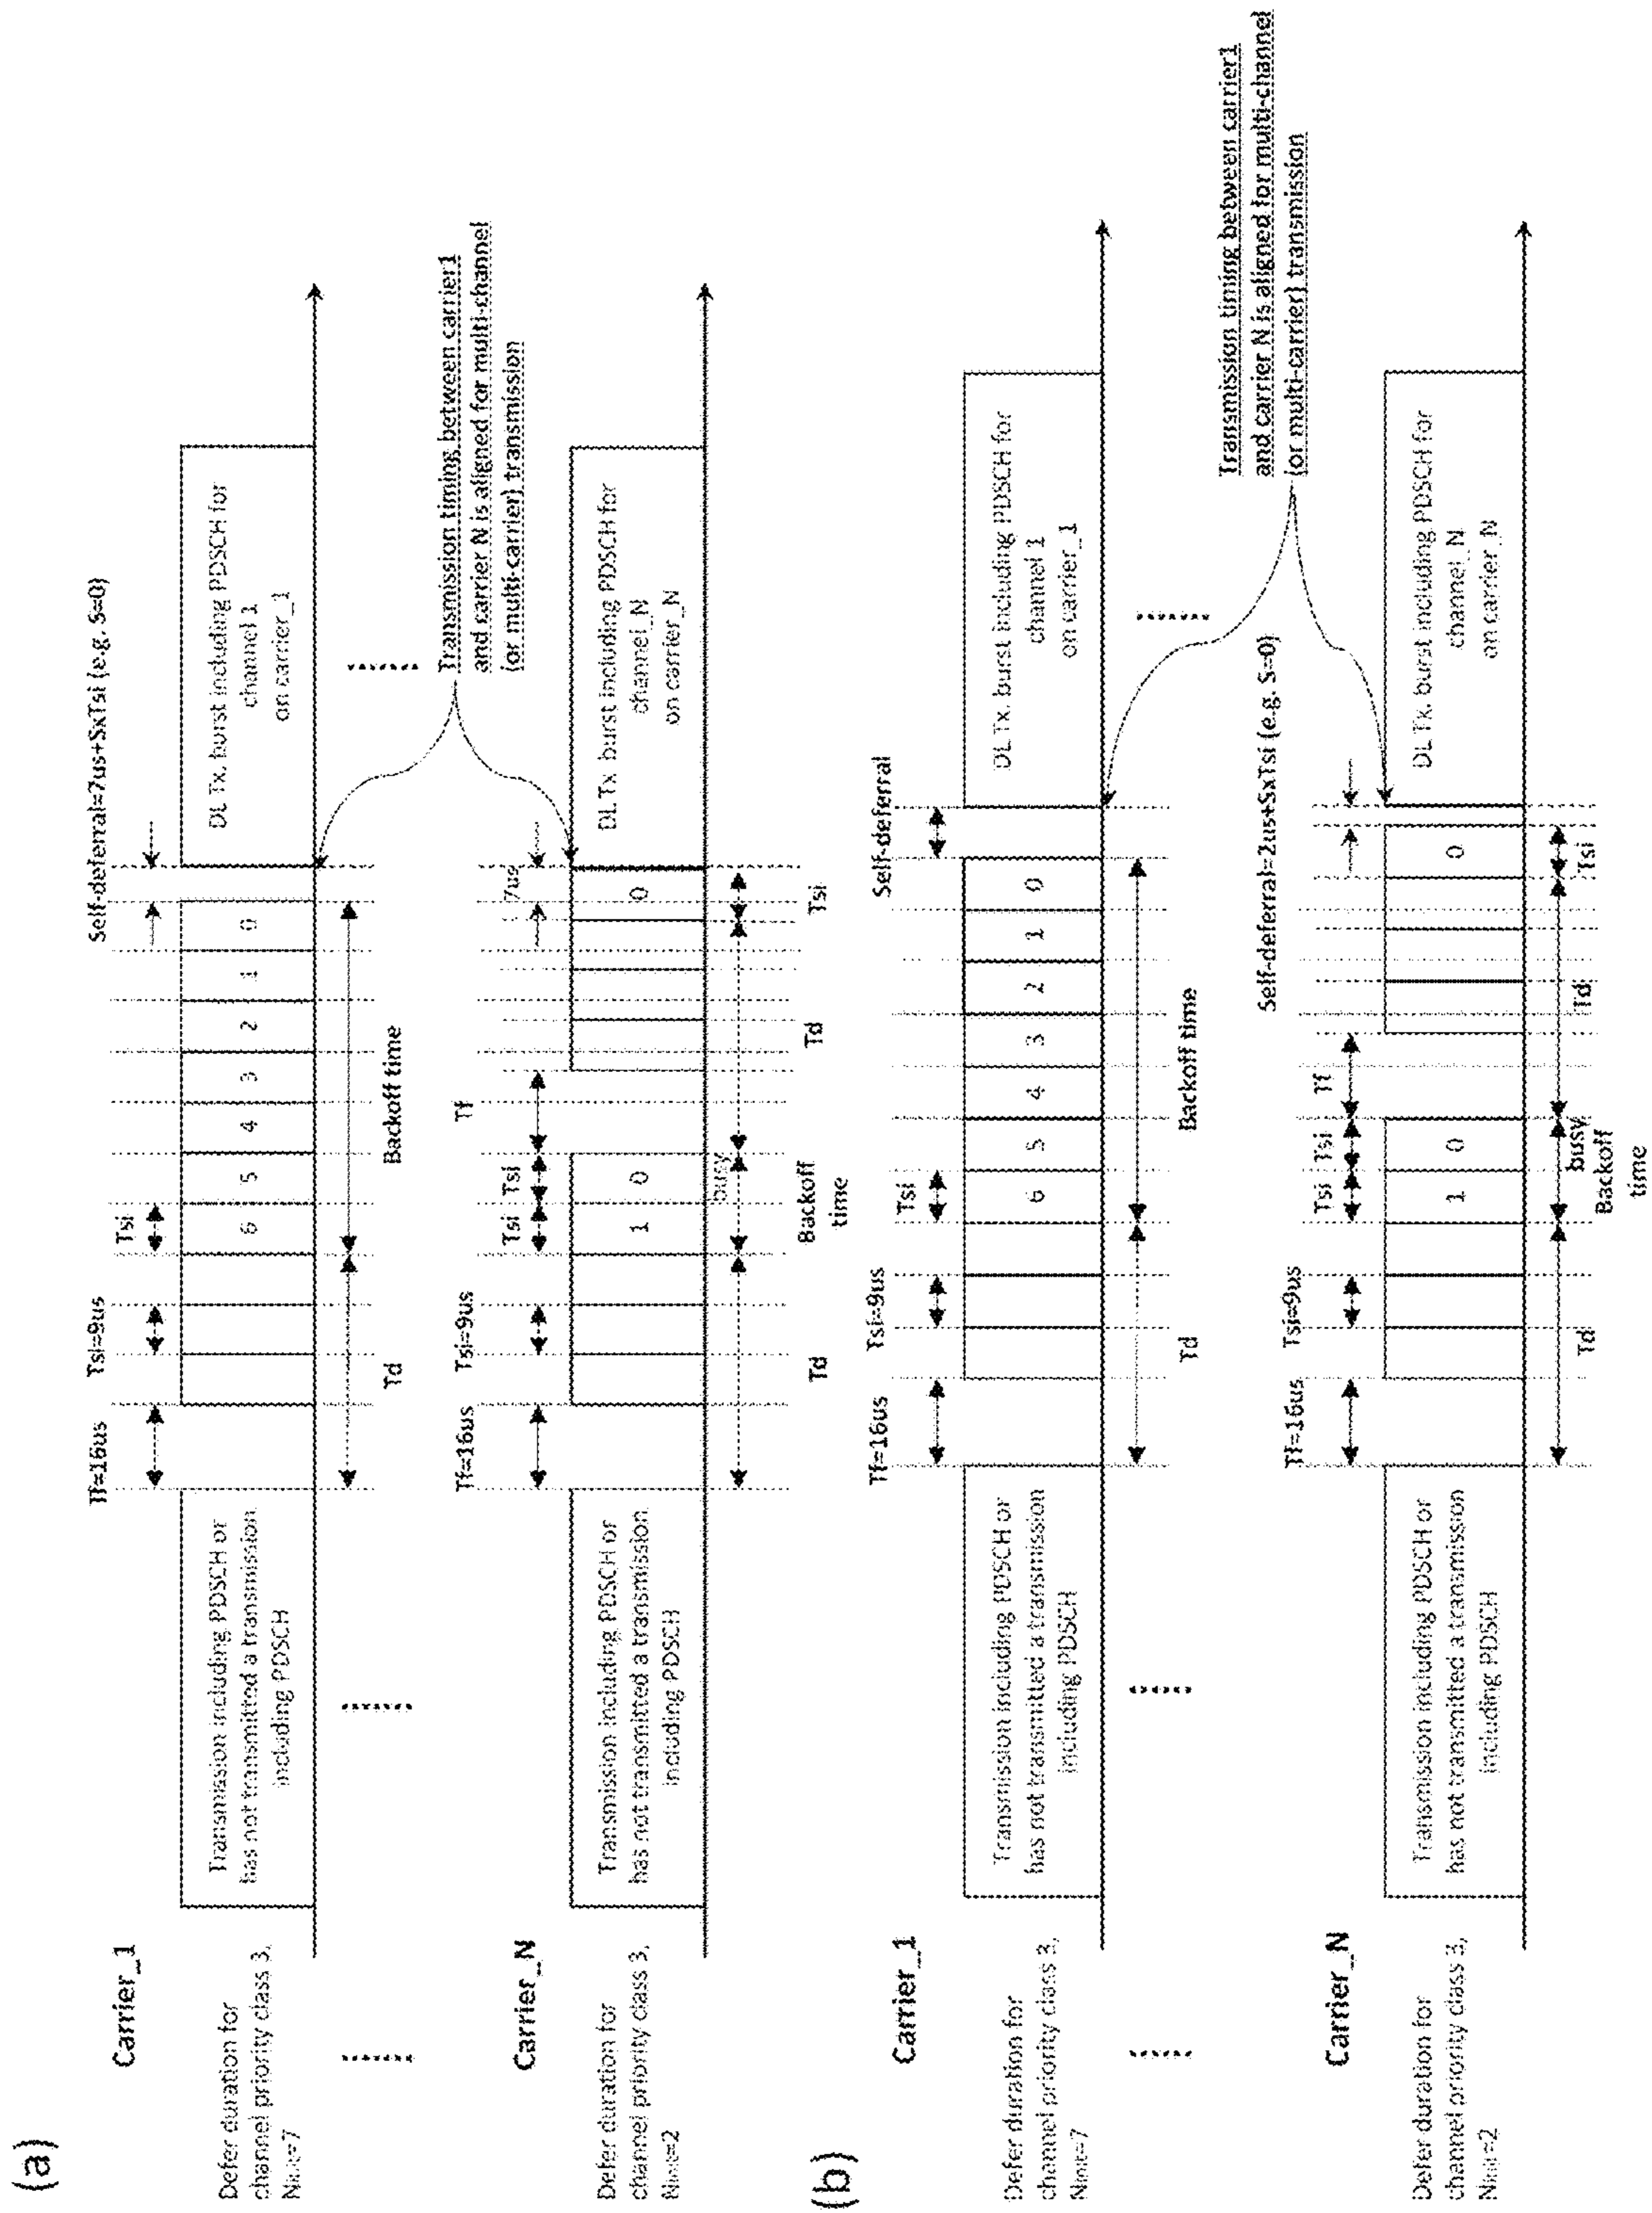 (a)
Carrier_1
Defer duration for
channel priority class 3,
Ninit=7
Transmission including PDSCH or
has not transmitted a transmission
including PDSCH
Tf=16us
Tsi=9us
Td
Tsi
6
5
4
3
2
1
0
Backoff time
Self-deferral=7us+SxTsi (e.g. S=0)
DL Tx. burst including PDSCH for
channel 1
on carrier_1
Transmission timing between carrier1
and carrier N is aligned for multi-channel
(or multi-carrier) transmission
Carrier_N
Defer duration for
channel priority class 3,
Ninit=2
Transmission including PDSCH or
has not transmitted a transmission
including PDSCH
Tf=16us
Tsi=9us
Td
Tsi
Tsi
1
0
busy
Backoff
time
Tf
Td
7us
0
Tsi
DL Tx. burst including PDSCH for
channel_N
on carrier_N
(b)
Carrier_1
Defer duration for
channel priority class 3,
Ninit=7
Transmission including PDSCH or
has not transmitted a transmission
including PDSCH
Tf=16us
Tsi=9us
Td
Tsi
6
5
4
3
2
1
0
Backoff time
Self-deferral
DL Tx. burst including PDSCH for
channel 1
on carrier_1
Transmission timing between carrier1
and carrier N is aligned for multi-channel
(or multi-carrier) transmission
Carrier_N
Defer duration for
channel priority class 3,
Ninit=2
Transmission including PDSCH or
has not transmitted a transmission
including PDSCH
Tf=16us
Tsi=9us
Td
Tsi
Tsi
1
0
busy
Backoff
time
Tf
Td
Self-deferral=2us+SxTsi (e.g. S=0)
0
Tsi
DL Tx. burst including PDSCH for
channel_N
on carrier_N